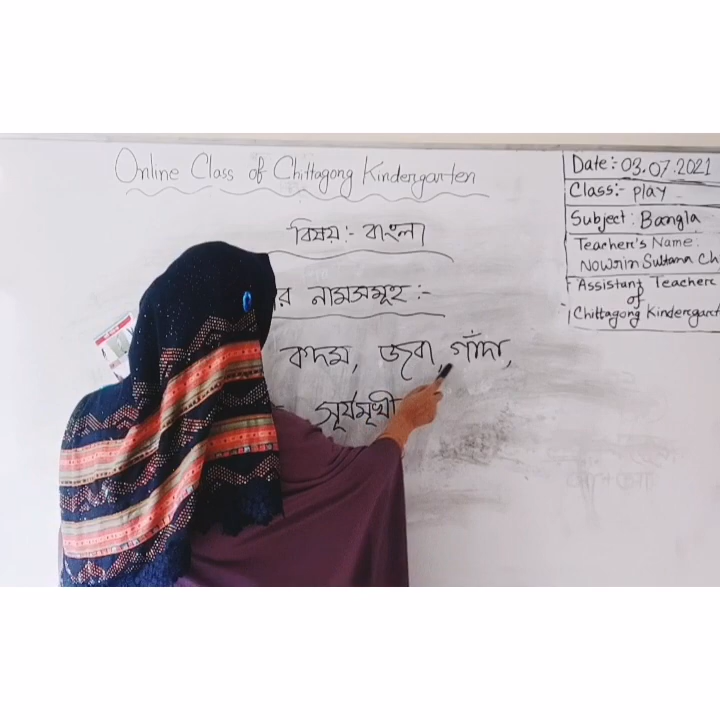 Online Class of Chittagong Kindergarten
বিষয়:- বাংলা
র নামসমূহ:-
কদম, জবা, গাঁদা,
সূর্যমূখী
Date:- 03.07.2021
Class:- play
Subject: Bangla
Teacher's Name:
Nowrin Sultana Ch
Assistant Teacher
of
Chittagong Kindergart